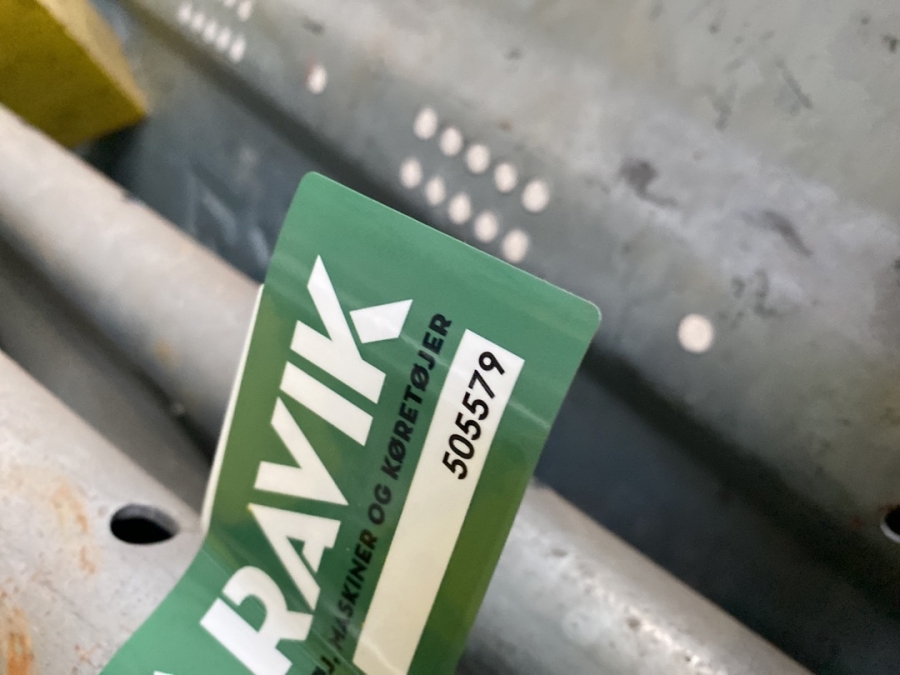 RAVIK
MASKINER OG KØRETØJER
505579